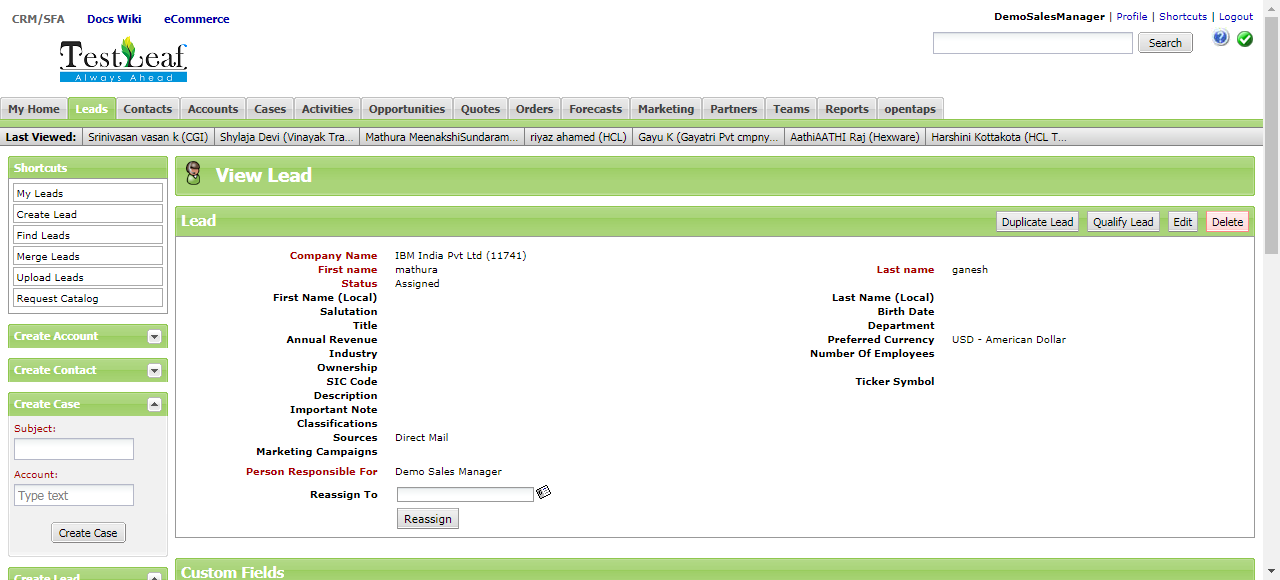 CRM/SFA Docs Wiki eCommerce
DemoSalesManager | Profile | Shortcuts | Logout
TestLeaf
Always Ahead
Search
My Home Leads Contacts Accounts Cases Activities Opportunities Quotes Orders Forecasts Marketing Partners Teams Reports opentaps
Last Viewed: Srinivasan vasan k (CGI) Shylaja Devi (Vinayak Tra... Mathura MeenakshiSundaram... riyaz ahamed (HCL) Gayu K (Gayatri Pvt cmpny... AathiAATHI Raj (Hexware) Harshini Kottakota (HCL T...
Shortcuts
My Leads
Create Lead
Find Leads
Merge Leads
Upload Leads
Request Catalog
Create Account
Create Contact
Create Case
Subject:
Account:
Type text
Create Case
Create Lead
View Lead
Lead
Duplicate Lead Qualify Lead Edit Delete
Company Name IBM India Pvt Ltd (11741)
First name mathura Last name ganesh
Status Assigned
First Name (Local) Last Name (Local)
Salutation Birth Date
Title Department
Annual Revenue Preferred Currency USD - American Dollar
Industry Number Of Employees
Ownership
SIC Code Ticker Symbol
Description
Important Note
Classifications
Sources Direct Mail
Marketing Campaigns
Person Responsible For Demo Sales Manager
Reassign To
Reassign
Custom Fields